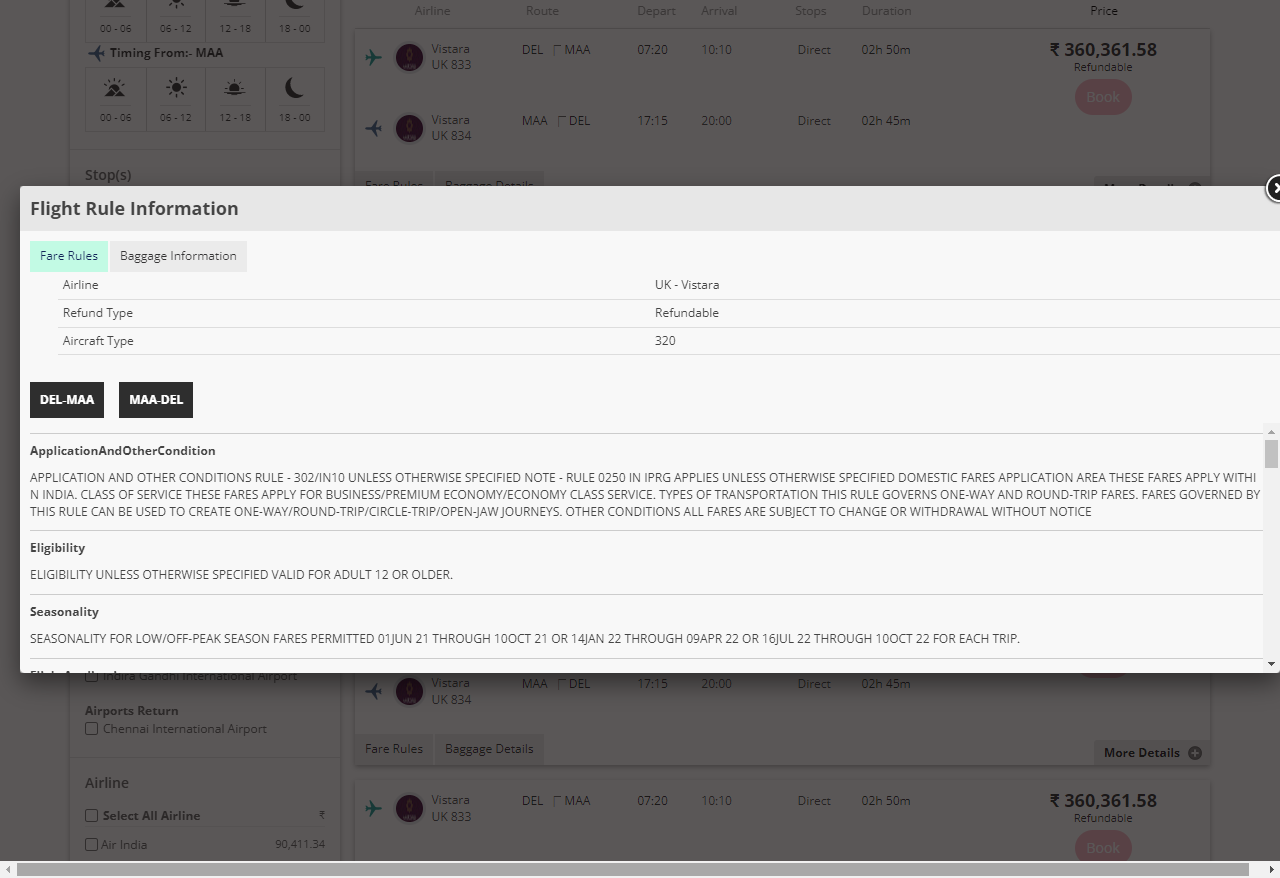 Airline Route Depart Arrival Stops Duration Price
00 - 06 06 - 12 12 - 18 18 - 00
Timing From:- MAA
00 - 06 06 - 12 12 - 18 18 - 00
Stop(s)
Vistara DEL MAA 07:20 10:10 Direct 02h 50m ₹ 360,361.58
UK 833
Refundable
Book
Vistara MAA DEL 17:15 20:00 Direct 02h 45m
UK 834
Fare Rules Baggage Details More Details
Flight Rule Information
Fare Rules Baggage Information
Airline UK - Vistara
Refund Type Refundable
Aircraft Type 320
DEL-MAA MAA-DEL
ApplicationAndOtherCondition
APPLICATION AND OTHER CONDITIONS RULE - 302/IN10 UNLESS OTHERWISE SPECIFIED NOTE - RULE 0250 IN IPRG APPLIES UNLESS OTHERWISE SPECIFIED DOMESTIC FARES APPLICATION AREA THESE FARES APPLY WITHI
N INDIA. CLASS OF SERVICE THESE FARES APPLY FOR BUSINESS/PREMIUM ECONOMY/ECONOMY CLASS SERVICE. TYPES OF TRANSPORTATION THIS RULE GOVERNS ONE-WAY AND ROUND-TRIP FARES. FARES GOVERNED BY
THIS RULE CAN BE USED TO CREATE ONE-WAY/ROUND-TRIP/CIRCLE-TRIP/OPEN-JAW JOURNEYS. OTHER CONDITIONS ALL FARES ARE SUBJECT TO CHANGE OR WITHDRAWAL WITHOUT NOTICE
Eligibility
ELIGIBILITY UNLESS OTHERWISE SPECIFIED VALID FOR ADULT 12 OR OLDER.
Seasonality
SEASONALITY FOR LOW/OFF-PEAK SEASON FARES PERMITTED 01JUN 21 THROUGH 10OCT 21 OR 14JAN 22 THROUGH 09APR 22 OR 16JUL 22 THROUGH 10OCT 22 FOR EACH TRIP.
Indira Gandhi International Airport
Airports Return
Chennai International Airport
Airline
Select All Airline ₹
Air India 90,411.34
Vistara MAA DEL 17:15 20:00 Direct 02h 45m
UK 834
Fare Rules Baggage Details More Details
Vistara DEL MAA 07:20 10:10 Direct 02h 50m ₹ 360,361.58
UK 833
Refundable
Book